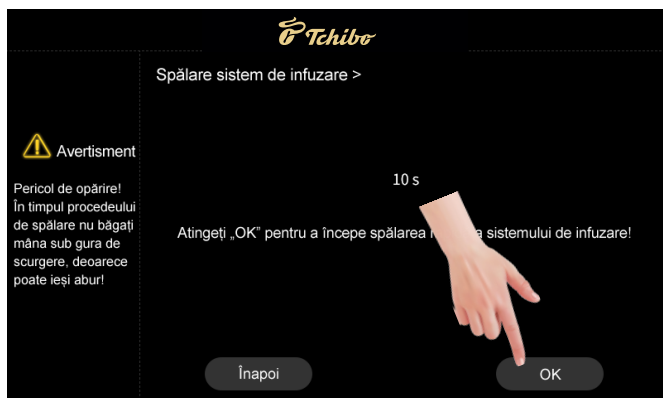 Tchibo
Spălare sistem de infuzare >
Avertisment
Pericol de opărire!
În timpul procedeului
de spălare nu băgați
mâna sub gura de
scurgere, deoarece
poate ieși abur!
10 s
Atingeți „OK” pentru a începe spălarea a sistemului de infuzare!
Înapoi
OK